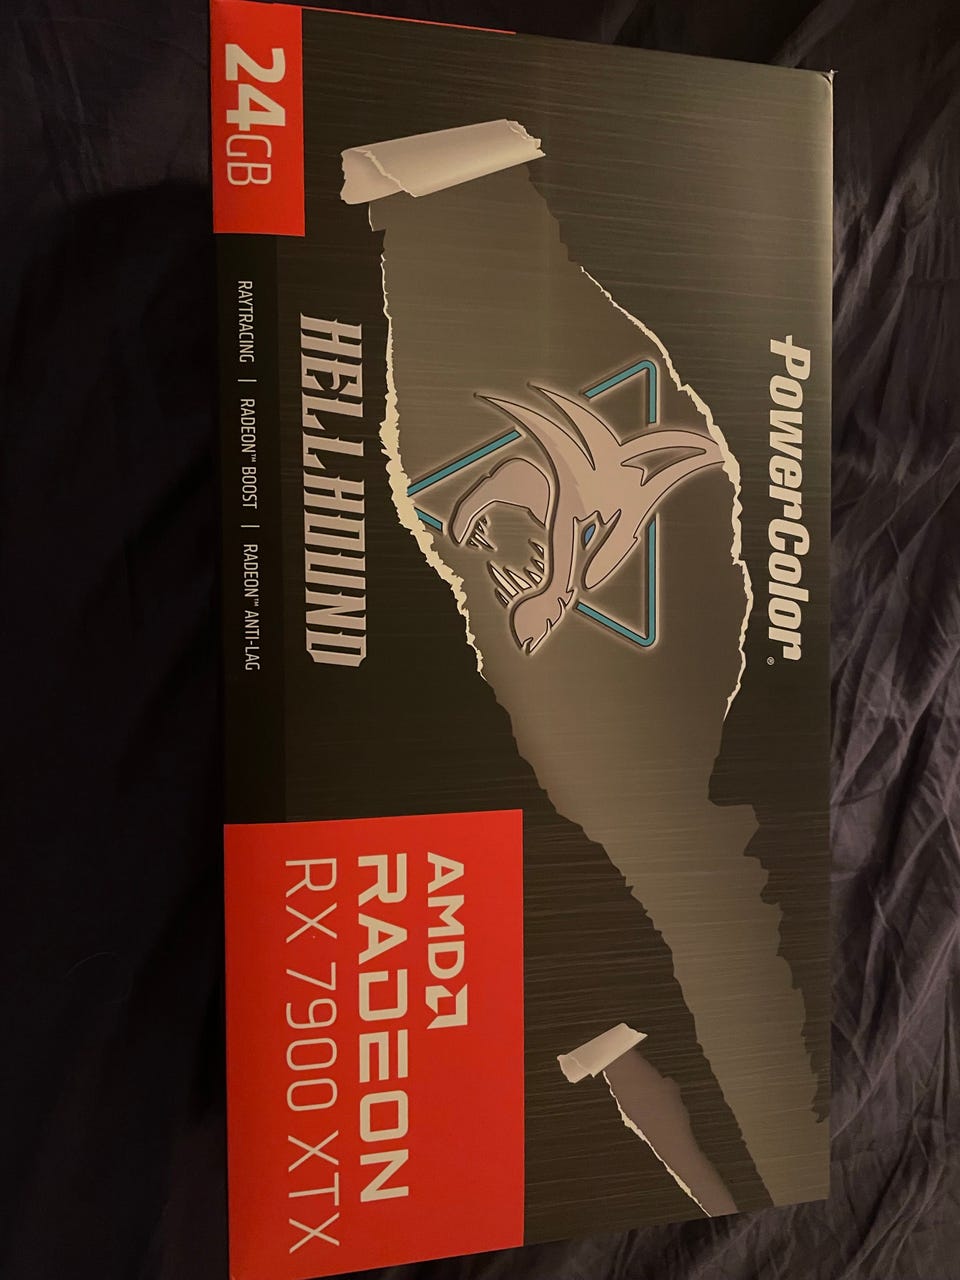 PowerColor®
HELLHOUND
RAYTRACING | RADEON™ BOOST | RADEON™ ANTI-LAG
24GB
AMD
RADEON
RX 7900 XTX